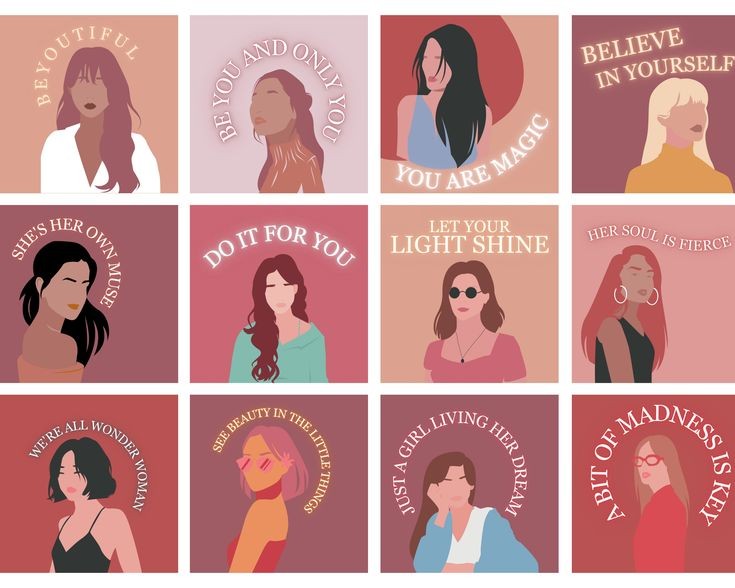 BEYOUTIFUL
BE YOU AND ONLY YOU
YOU ARE MAGIC
BELIEVE
IN YOURSELF
SHE'S HER OWN MUSE
DO IT FOR YOU
LET YOUR
LIGHT SHINE
HER SOUL IS FIERCE
WE'RE ALL WONDER WOMAN
SEE BEAUTY IN THE LITTLE THINGS
JUST A GIRL LIVING HER DREAM
A BIT OF MADNESS IS KEY